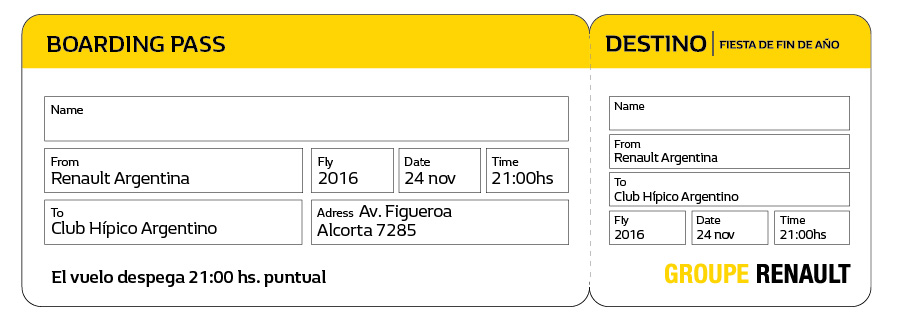 BOARDING PASS
Name
From
Renault Argentina
Fly
2016
Date
24 nov
Time
21:00hs
To
Club Hípico Argentino
Adress Av. Figueroa
Alcorta 7285
El vuelo despega 21:00 hs. puntual
DESTINO | FIESTA DE FIN DE AÑO
Name
From
Renault Argentina
To
Club Hípico Argentino
Fly
2016
Date
24 nov
Time
21:00hs
GROUPE RENAULT